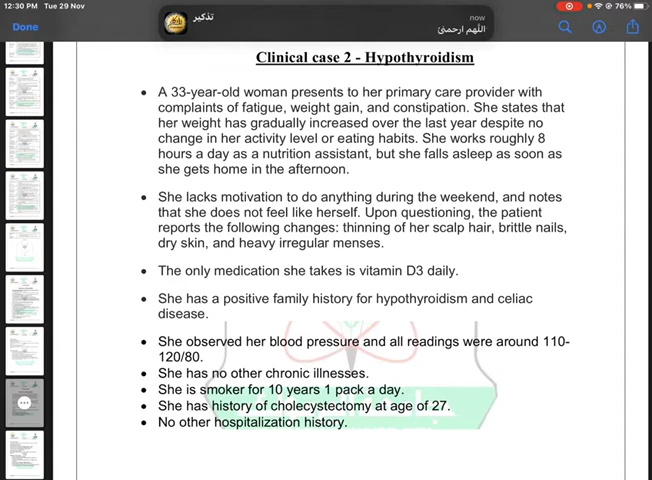 12:30 PM Tue 29 Nov
76%
Done
تذكير
now
اللّهم ارحمني
Clinical case 2 - Hypothyroidism
• A 33-year-old woman presents to her primary care provider with
complaints of fatigue, weight gain, and constipation. She states that
her weight has gradually increased over the last year despite no
change in her activity level or eating habits. She works roughly 8
hours a day as a nutrition assistant, but she falls asleep as soon as
she gets home in the afternoon.
• She lacks motivation to do anything during the weekend, and notes
that she does not feel like herself. Upon questioning, the patient
reports the following changes: thinning of her scalp hair, brittle nails,
dry skin, and heavy irregular menses.
• The only medication she takes is vitamin D3 daily.
• She has a positive family history for hypothyroidism and celiac
disease.
• She observed her blood pressure and all readings were around 110-
120/80.
• She has no other chronic illnesses.
• She is smoker for 10 years 1 pack a day.
• She has history of cholecystectomy at age of 27.
• No other hospitalization history.